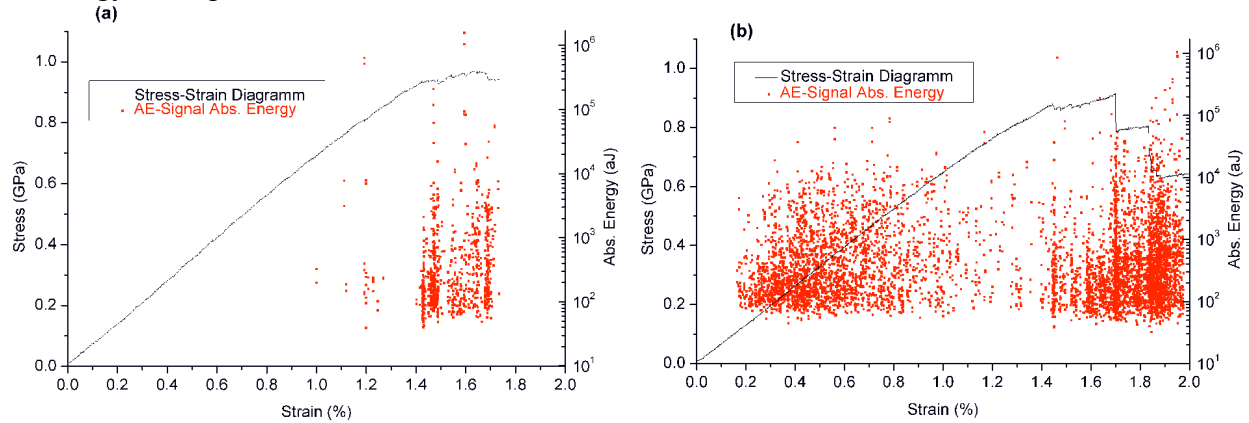 (a)
Stress-Strain Diagramm
AE-Signal Abs. Energy
Stress (GPa)
1.0
0.8
0.6
0.4
0.2
0.0
0.0 0.2 0.4 0.6 0.8 1.0 1.2 1.4 1.6 1.8 2.0
Strain (%)
10^6
10^5
10^4
10^3
10^2
10^1
Abs. Energy (aJ)
(b)
Stress-Strain Diagramm
AE-Signal Abs. Energy
Stress (GPa)
1.0
0.8
0.6
0.4
0.2
0.0
0.0 0.2 0.4 0.6 0.8 1.0 1.2 1.4 1.6 1.8 2.0
Strain (%)
10^6
10^5
10^4
10^3
10^2
10^1
Abs. Energy (aJ)